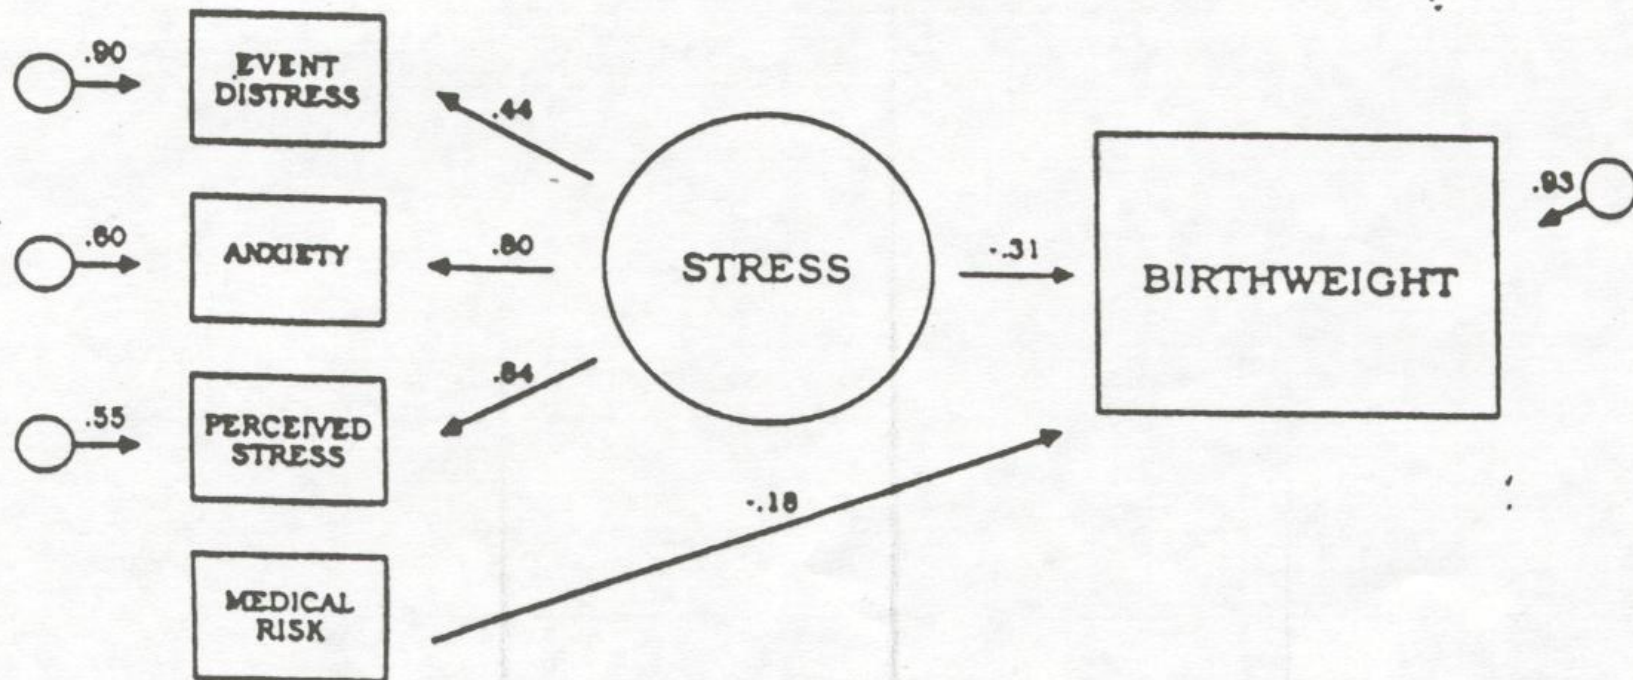 .90
EVENT
DISTRESS
.44
.60
ANXIETY
.80
STRESS
-.31
BIRTHWEIGHT
.93
.55
PERCEIVED
STRESS
.84
-.18
MEDICAL
RISK